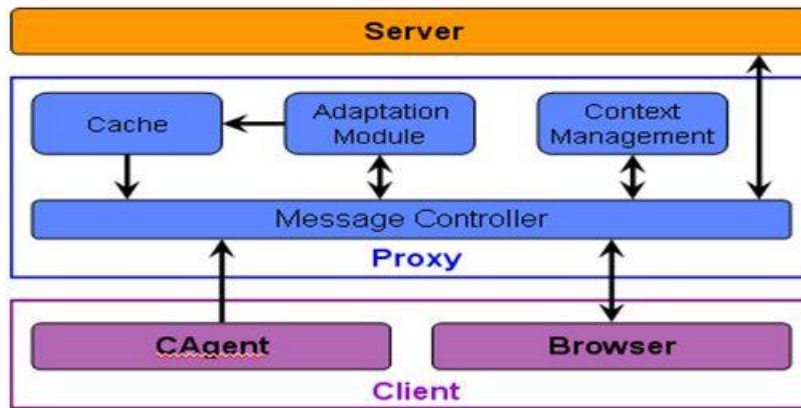 Server
Cache
Adaptation
Module
Context
Management
Message Controller
Proxy
CAgent
Browser
Client